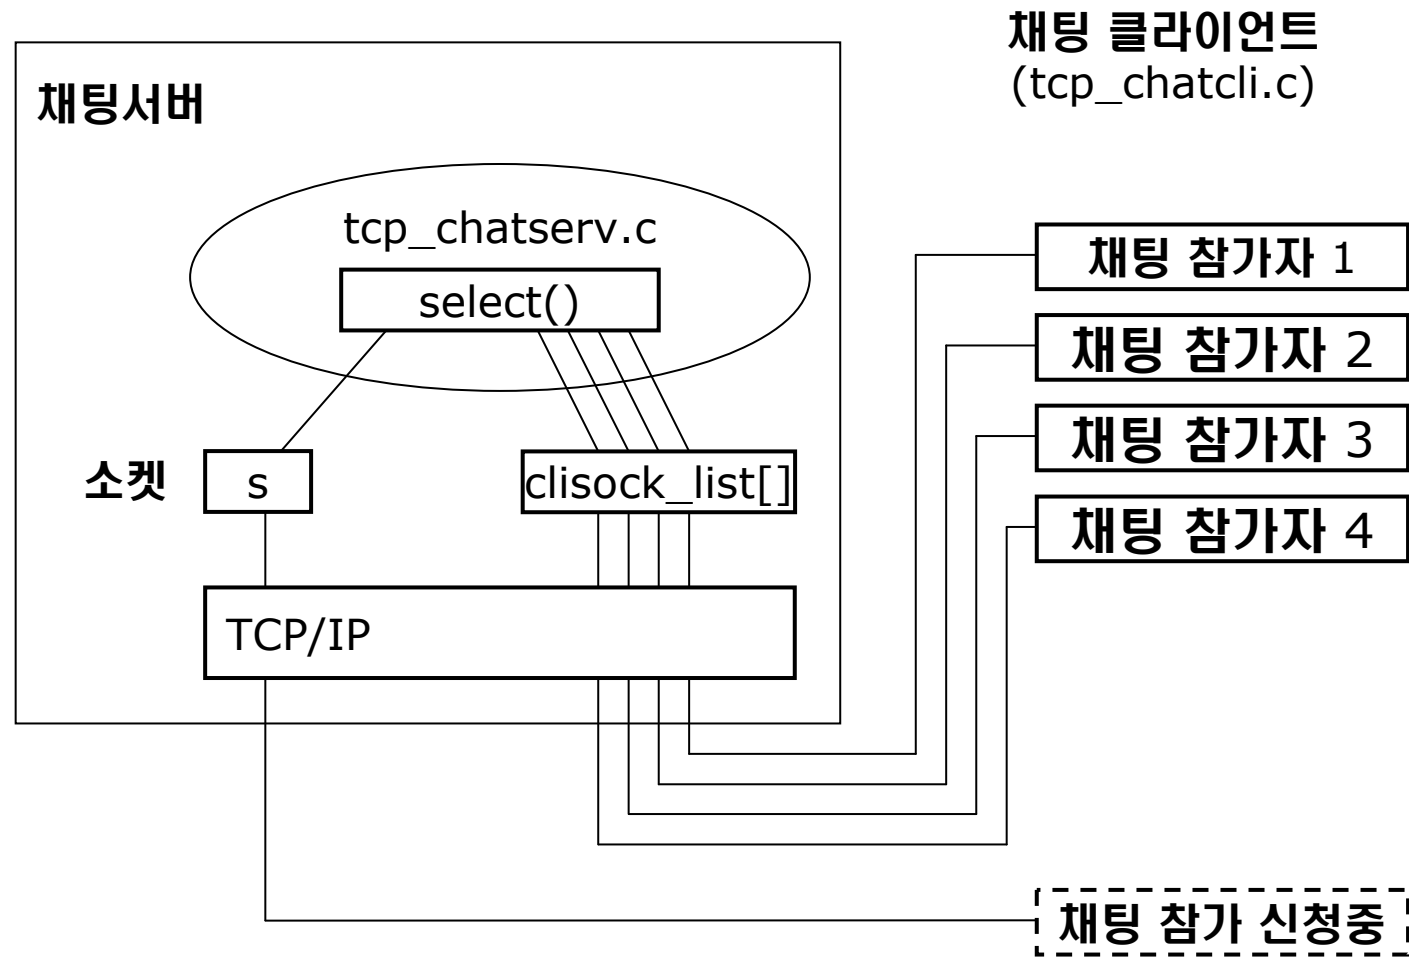 채팅 클라이언트
(tcp_chatcli.c)
채팅서버
tcp_chatserv.c
select()
채팅 참가자 1
채팅 참가자 2
채팅 참가자 3
채팅 참가자 4
소켓
s
clisock_list[]
TCP/IP
채팅 참가 신청중